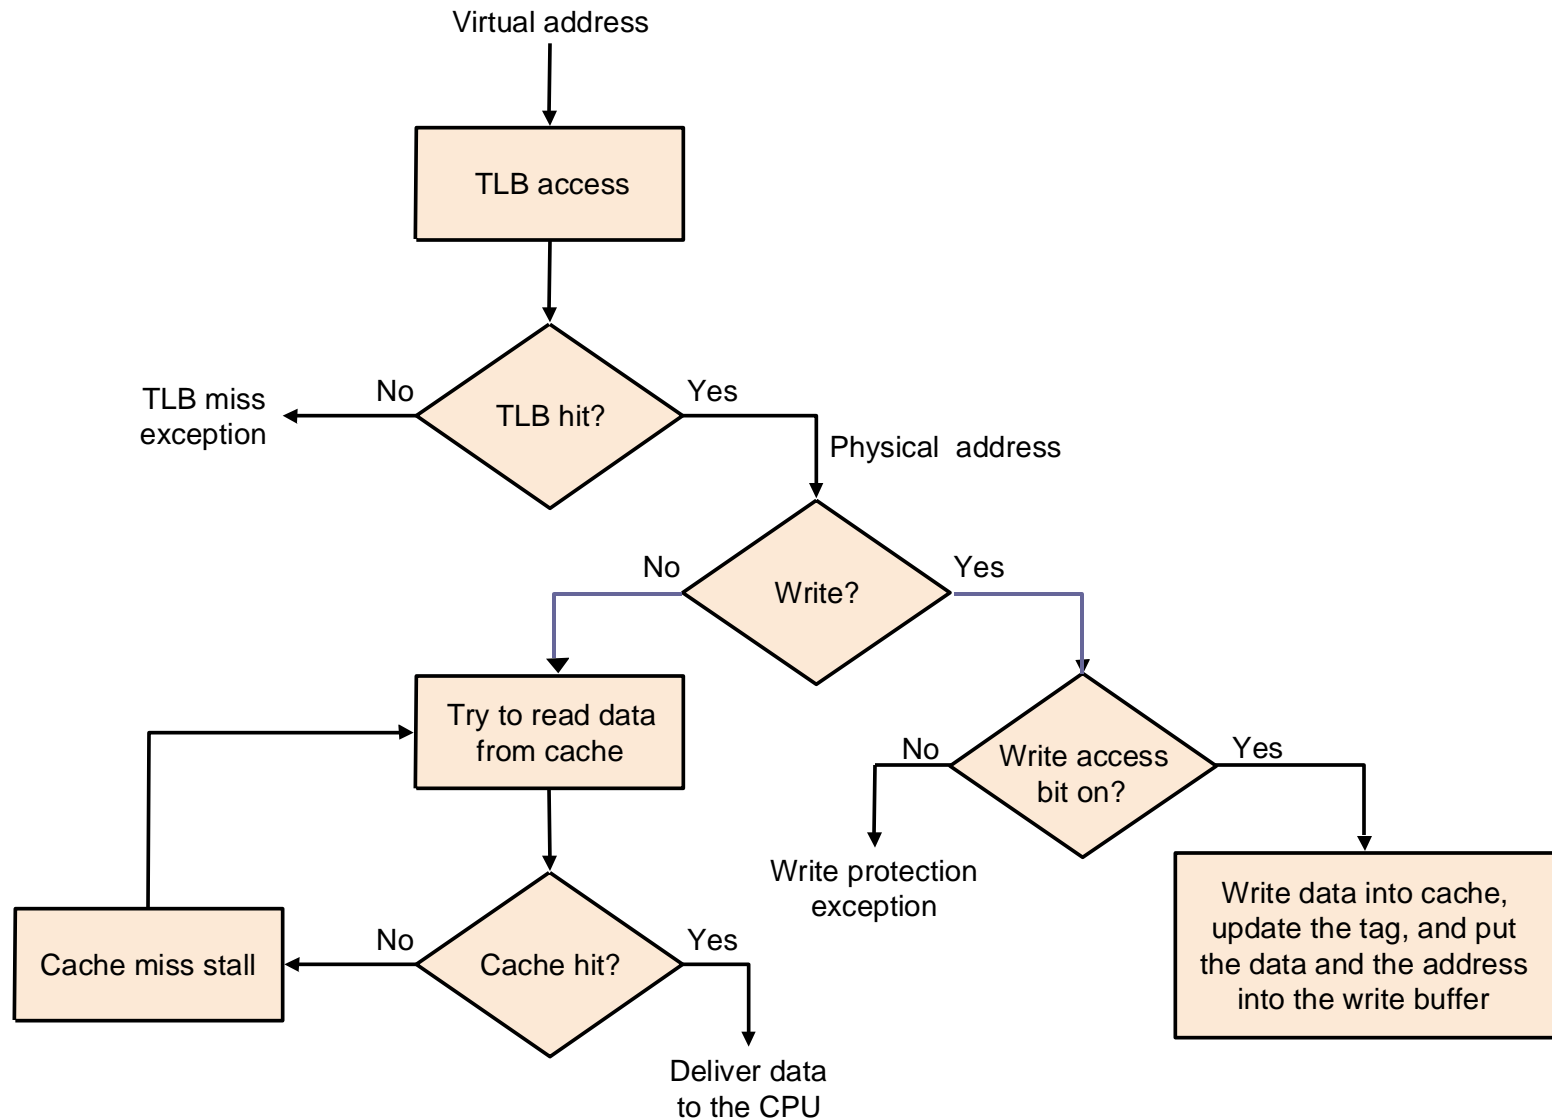 Virtual address
TLB access
No
Yes
TLB miss
exception
TLB hit?
Physical address
No
Yes
Write?
Try to read data
from cache
No
Yes
Write access
bit on?
Write protection
exception
Write data into cache,
update the tag, and put
the data and the address
into the write buffer
No
Yes
Cache miss stall
Cache hit?
Deliver data
to the CPU